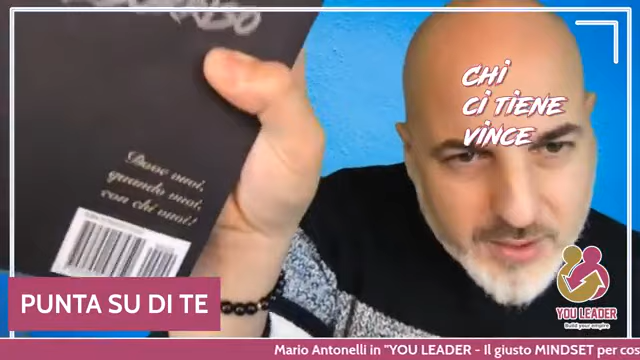 CHI
CI TIENE
VINCE
Dove vuoi,
quando vuoi,
con chi vuoi!
PUNTA SU DI TE
YOU LEADER
Build your empire
Mario Antonelli in "YOU LEADER - Il giusto MINDSET per cos